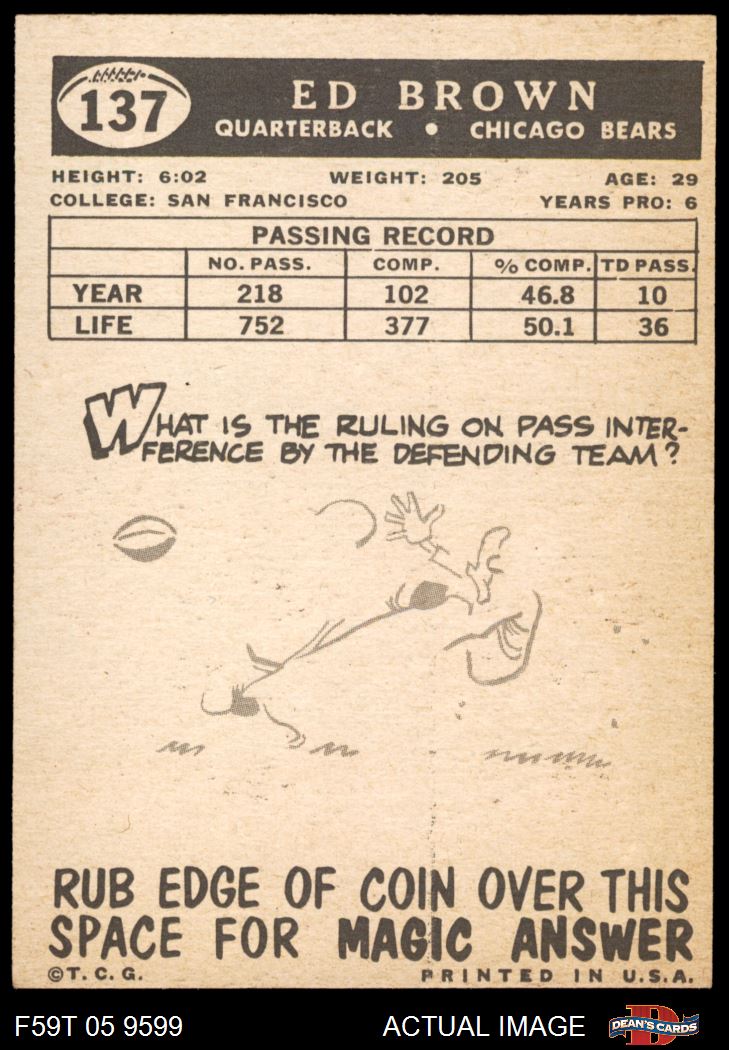 137
ED BROWN
QUARTERBACK • CHICAGO BEARS
HEIGHT: 6:02 WEIGHT: 205 AGE: 29
COLLEGE: SAN FRANCISCO YEARS PRO: 6
PASSING RECORD
NO. PASS. COMP. % COMP. TD PASS.
YEAR 218 102 46.8 10
LIFE 752 377 50.1 36
WHAT IS THE RULING ON PASS INTER-
FERENCE BY THE DEFENDING TEAM?
RUB EDGE OF COIN OVER THIS
SPACE FOR MAGIC ANSWER
©T. C. G. PRINTED IN U.S.A.
F59T 05 9599 ACTUAL IMAGE D DEAN'S CARDS